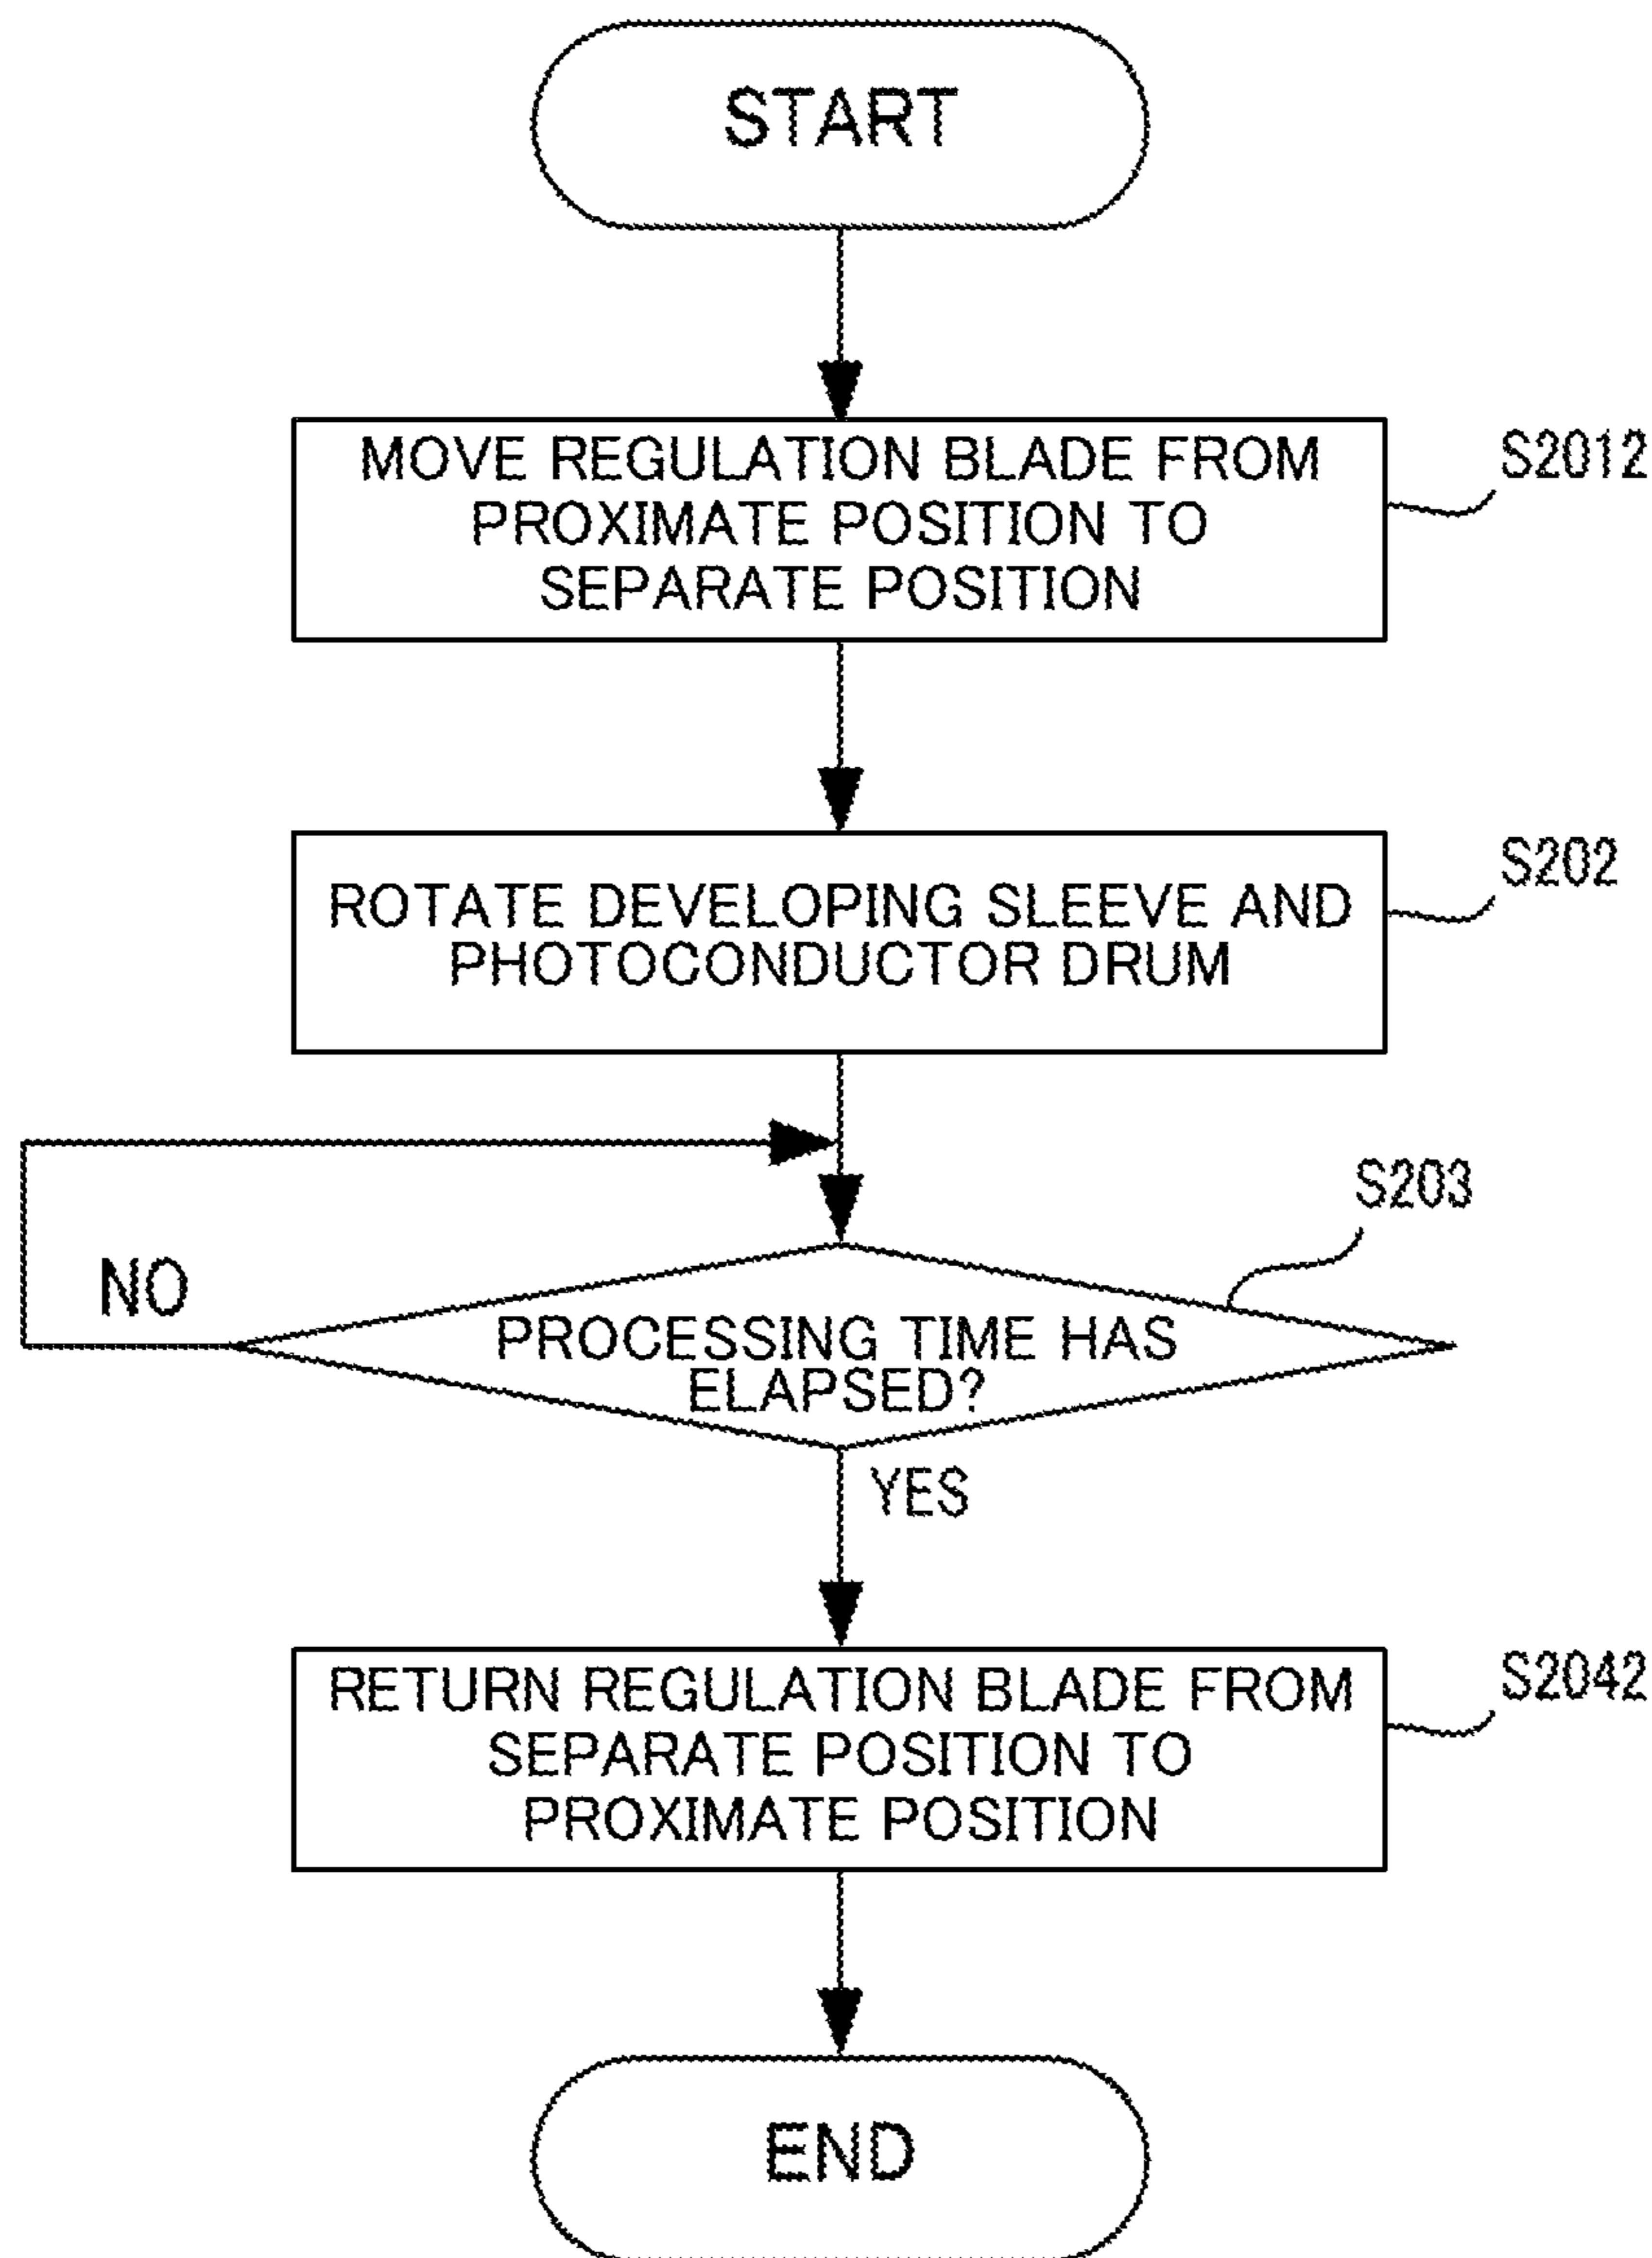 START
MOVE REGULATION BLADE FROM
PROXIMATE POSITION TO
SEPARATE POSITION
S2012
ROTATE DEVELOPING SLEEVE AND
PHOTOCONDUCTOR DRUM
S202
S203
NO
PROCESSING TIME HAS
ELAPSED?
YES
RETURN REGULATION BLADE FROM
SEPARATE POSITION TO
PROXIMATE POSITION
S2042
END